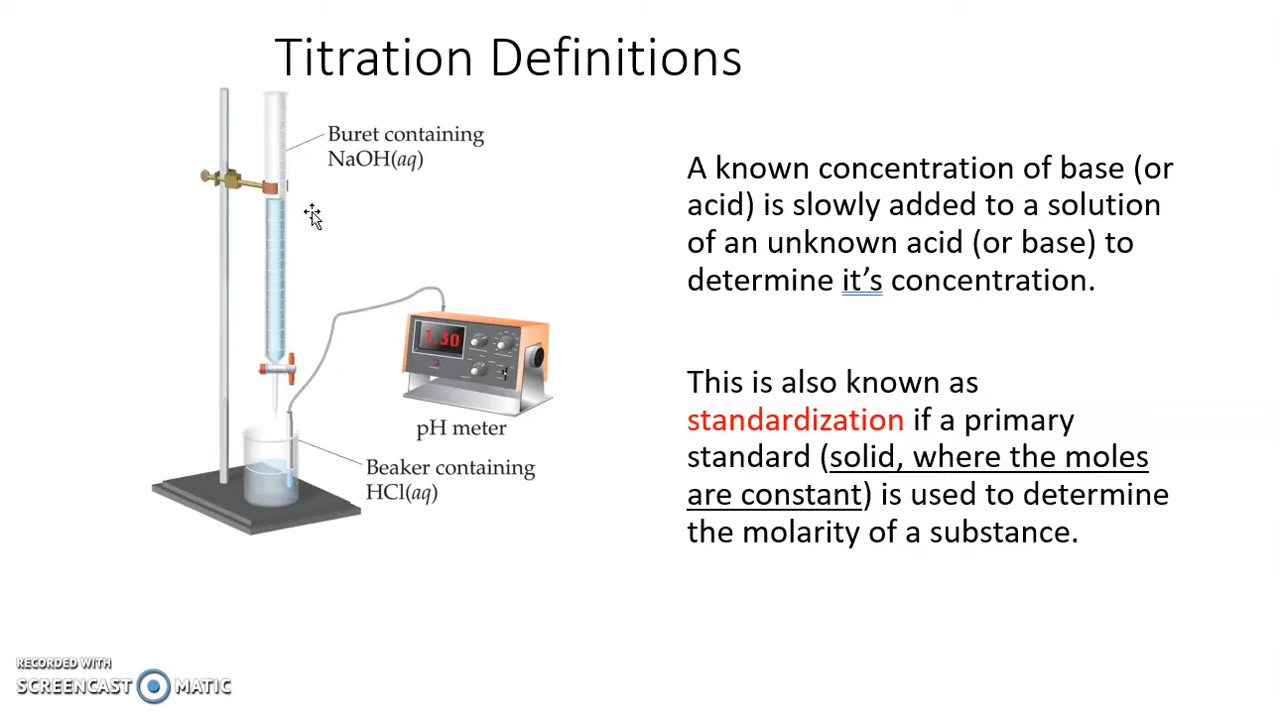 Titration Definitions
Buret containing
NaOH(aq)
A known concentration of base (or
acid) is slowly added to a solution
of an unknown acid (or base) to
determine it's concentration.
1.30
pH meter
Beaker containing
HCl(aq)
This is also known as
standardization if a primary
standard (solid, where the moles
are constant) is used to determine
the molarity of a substance.
RECORDED WITH
SCREENCAST MATIC